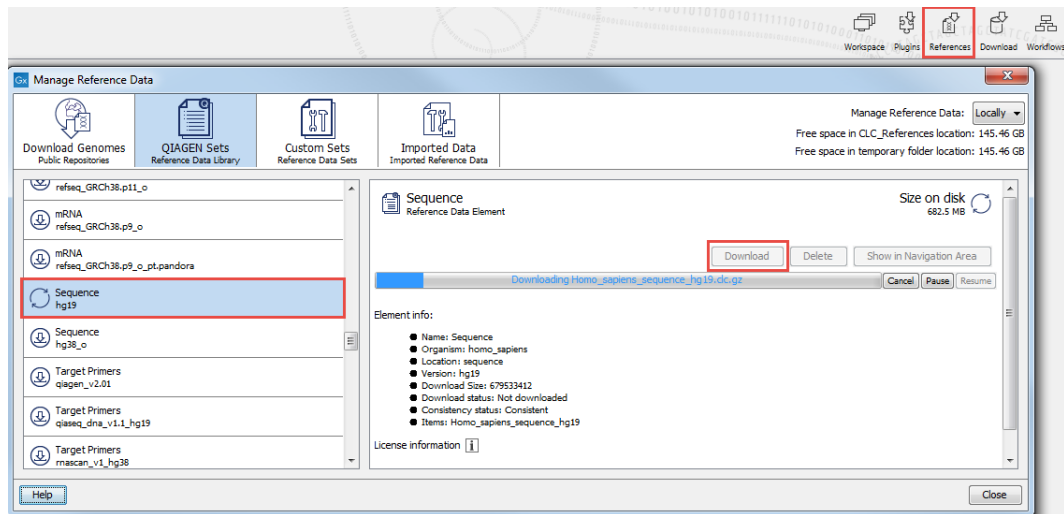 Workspace Plugins References Download Workflows
Gx Manage Reference Data
Download Genomes
Public Repositories
QIAGEN Sets
Reference Data Library
Custom Sets
Reference Data Sets
Imported Data
Imported Reference Data
Manage Reference Data: Locally
Free space in CLC_References location: 145.46 GB
Free space in temporary folder location: 145.46 GB
refseq_GRCh38.p11_o
mRNA
refseq_GRCh38.p9_o
mRNA
refseq_GRCh38.p9_o_pt.pandora
Sequence
hg19
Sequence
hg38_o
Target Primers
qiagen_v2.01
Target Primers
qiaseq_dna_v1.1_hg19
Target Primers
rnascan_v1_hg38
Sequence
Reference Data Element
Size on disk
682.5 MB
Download Delete Show in Navigation Area
Downloading Homo_sapiens_sequence_hg19.clc.gz
Cancel Pause Resume
Element info:
Name: Sequence
Organism: homo_sapiens
Location: sequence
Version: hg19
Download Size: 679533412
Download status: Not downloaded
Consistency status: Consistent
Items: Homo_sapiens_sequence_hg19
License information i
Help
Close